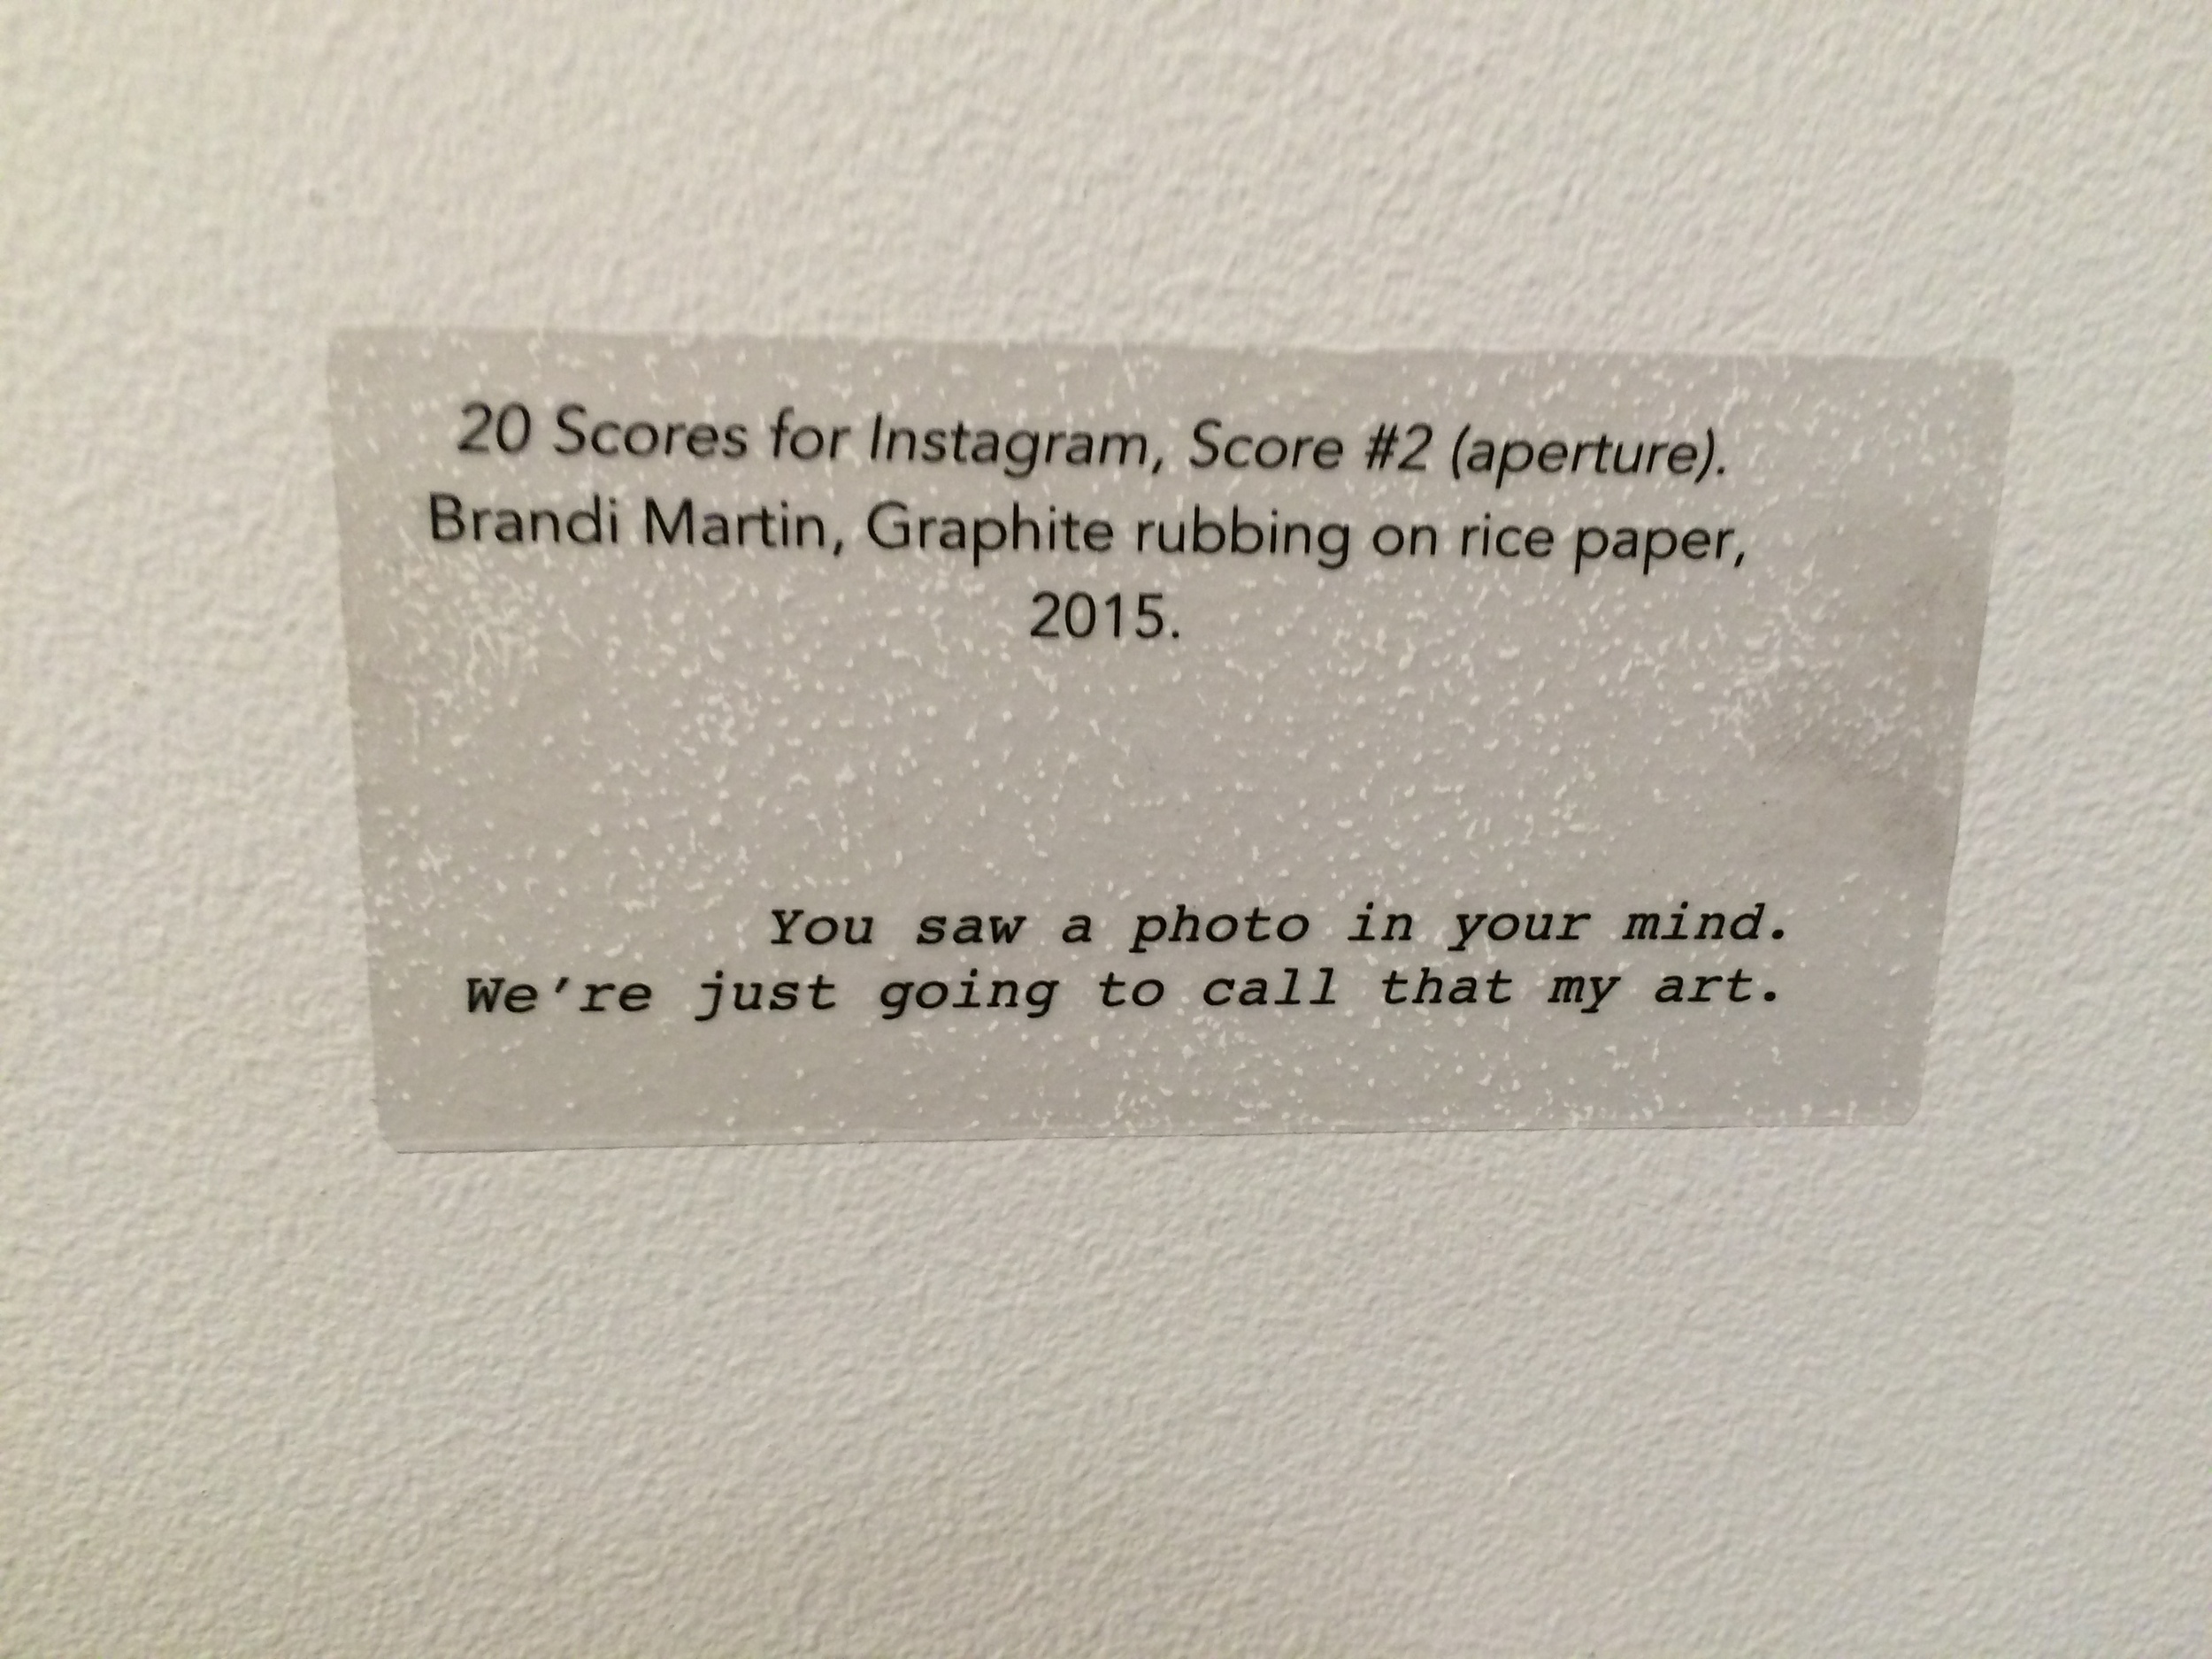 20 Scores for Instagram, Score #2 (aperture).
Brandi Martin, Graphite rubbing on rice paper,
2015.
You saw a photo in your mind.
We're just going to call that my art.